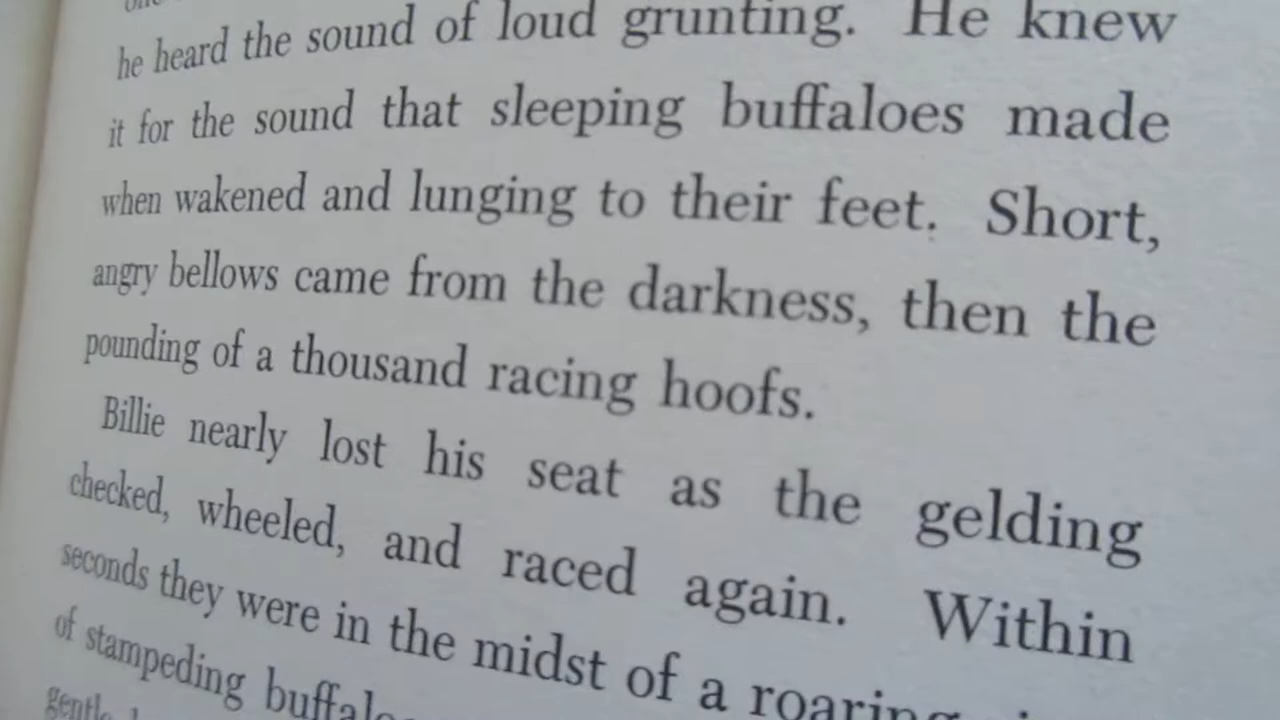 he heard the sound of loud grunting. He knew
it for the sound that sleeping buffaloes made
when wakened and lunging to their feet. Short,
angry bellows came from the darkness, then the
pounding of a thousand racing hoofs.
Billie nearly lost his seat as the gelding
checked, wheeled, and raced again. Within
seconds they were in the midst of a roaring
of stampeding